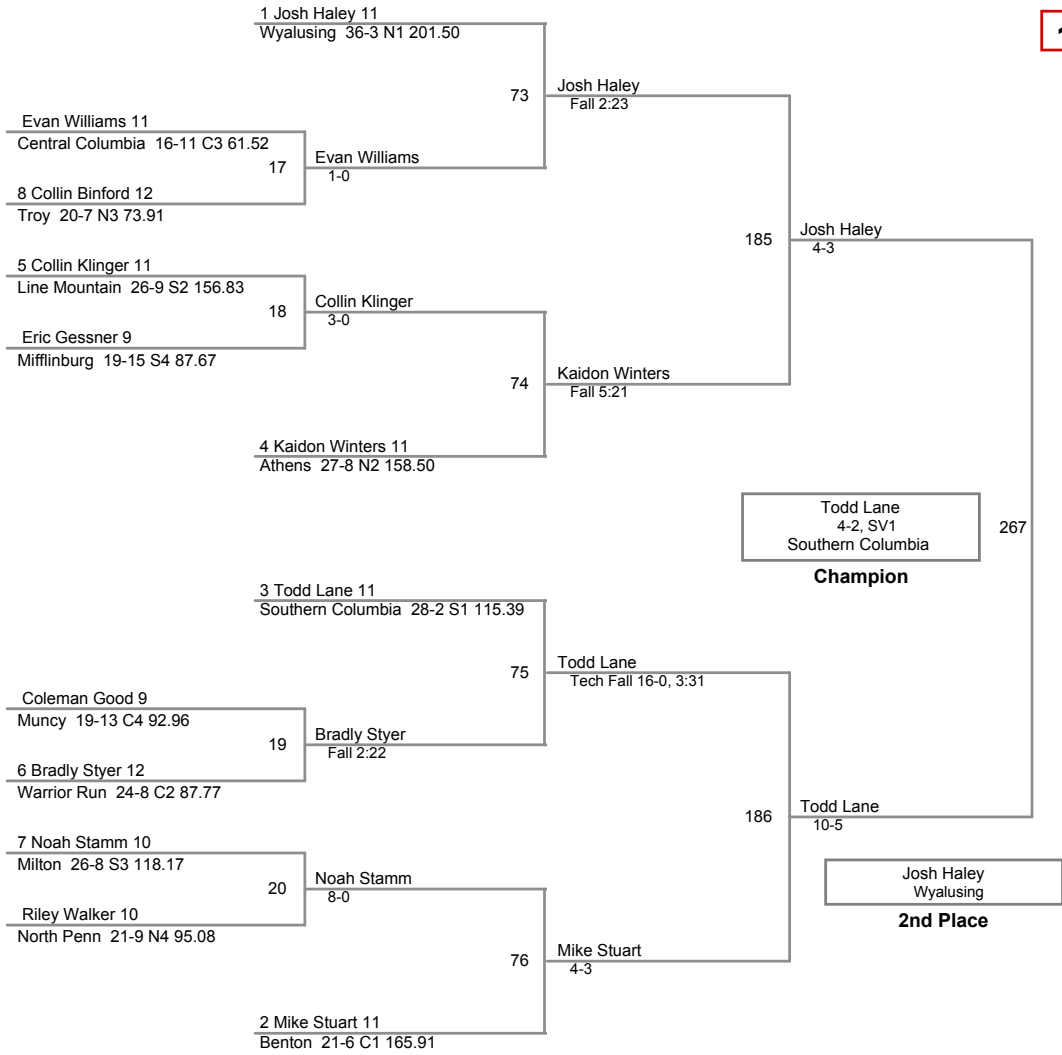 1 Josh Haley 11
Wyalusing 36-3 N1 201.50
73
Josh Haley
Fall 2:23
Evan Williams 11
Central Columbia 16-11 C3 61.52
17
Evan Williams
1-0
8 Collin Binford 12
Troy 20-7 N3 73.91
185
Josh Haley
4-3
5 Collin Klinger 11
Line Mountain 26-9 S2 156.83
18
Collin Klinger
3-0
Eric Gessner 9
Mifflinburg 19-15 S4 87.67
74
Kaidon Winters
Fall 5:21
4 Kaidon Winters 11
Athens 27-8 N2 158.50
Todd Lane
4-2, SV1
Southern Columbia
267
Champion
3 Todd Lane 11
Southern Columbia 28-2 S1 115.39
75
Todd Lane
Tech Fall 16-0, 3:31
Coleman Good 9
Muncy 19-13 C4 92.96
19
Bradly Styer
Fall 2:22
6 Bradly Styer 12
Warrior Run 24-8 C2 87.77
186
Todd Lane
10-5
7 Noah Stamm 10
Milton 26-8 S3 118.17
20
Noah Stamm
8-0
Josh Haley
Wyalusing
2nd Place
Riley Walker 10
North Penn 21-9 N4 95.08
76
Mike Stuart
4-3
2 Mike Stuart 11
Benton 21-6 C1 165.91